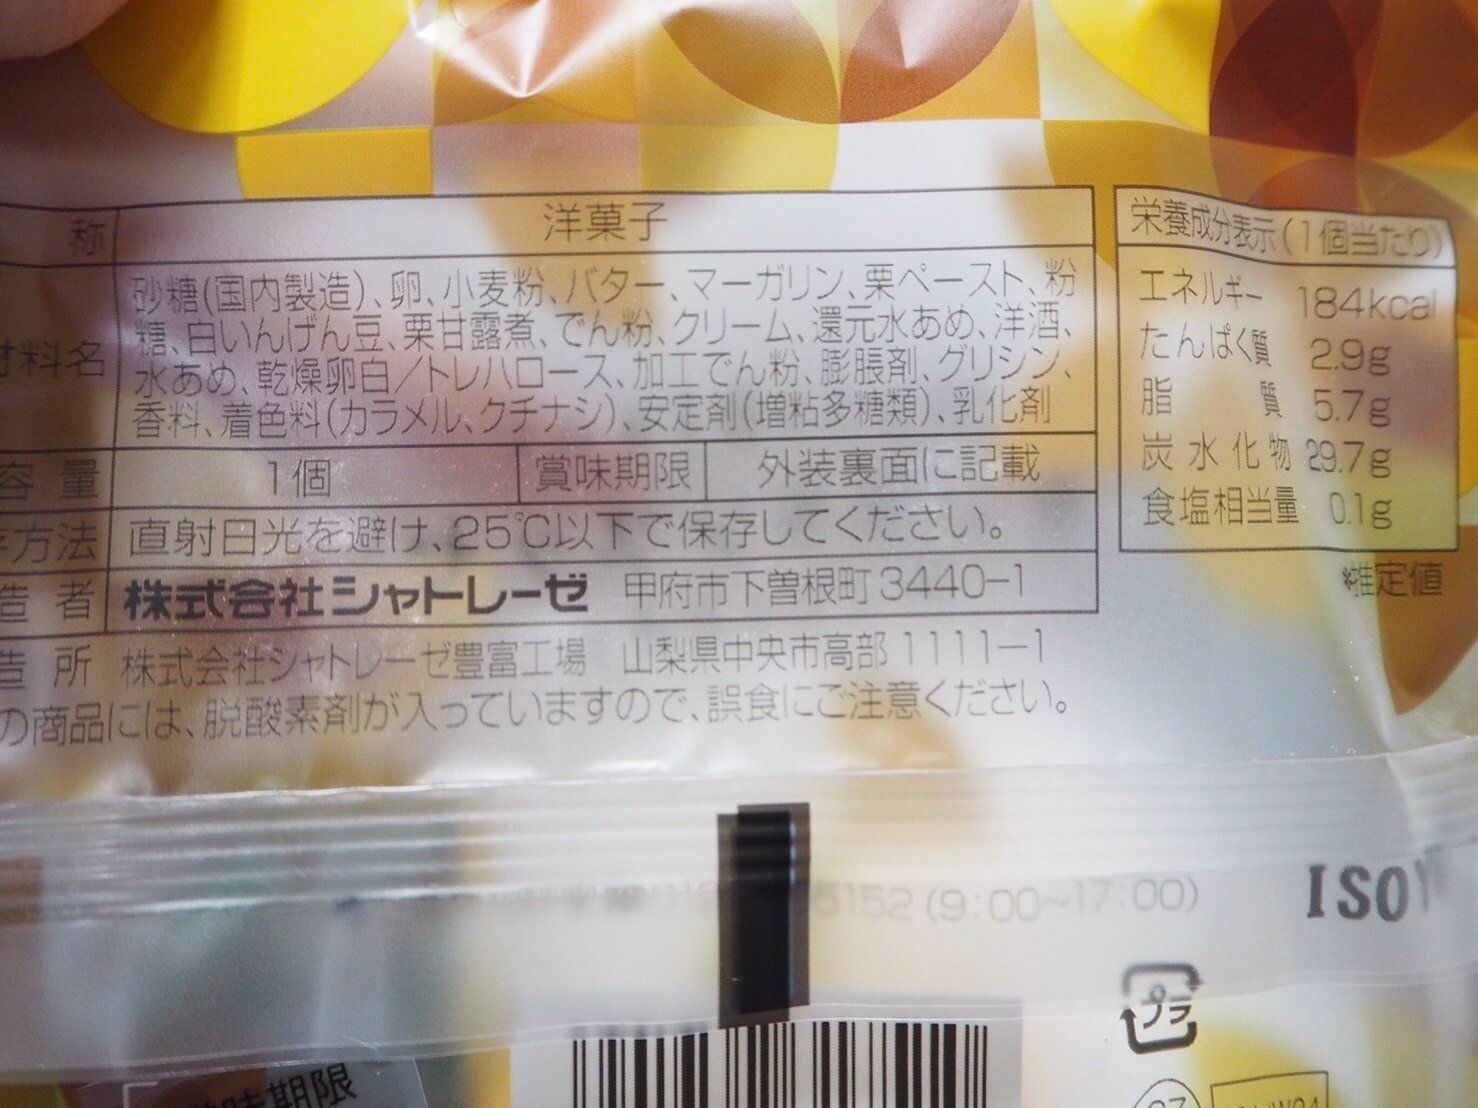 称 洋菓子
材料名 砂糖(国内製造)、卵、小麦粉、バター、マーガリン、栗ペースト、粉
糖、白いんげん豆、栗甘露煮、でん粉、クリーム、還元水あめ、洋酒、
水あめ、乾燥卵白/トレハロース、加工でん粉、膨脹剤、グリシン、
香料、着色料(カラメル、クチナシ)、安定剤(増粘多糖類)、乳化剤
容量 1個 賞味期限 外装裏面に記載
存方法 直射日光を避け、25℃以下で保存してください。
造者 株式会社シャトレーゼ 甲府市下曽根町3440-1
造所 株式会社シャトレーゼ豊富工場 山梨県中央市高部1111-1
の商品には、脱酸素剤が入っていますので、誤食にご注意ください。
栄養成分表示(1個当たり)
エネルギー 184kcal
たんぱく質 2.9g
脂質 5.7g
炭水化物 29.7g
食塩相当量 0.1g
推定値
5152(9:00~17:00)
ISO
プラ
賞味期限